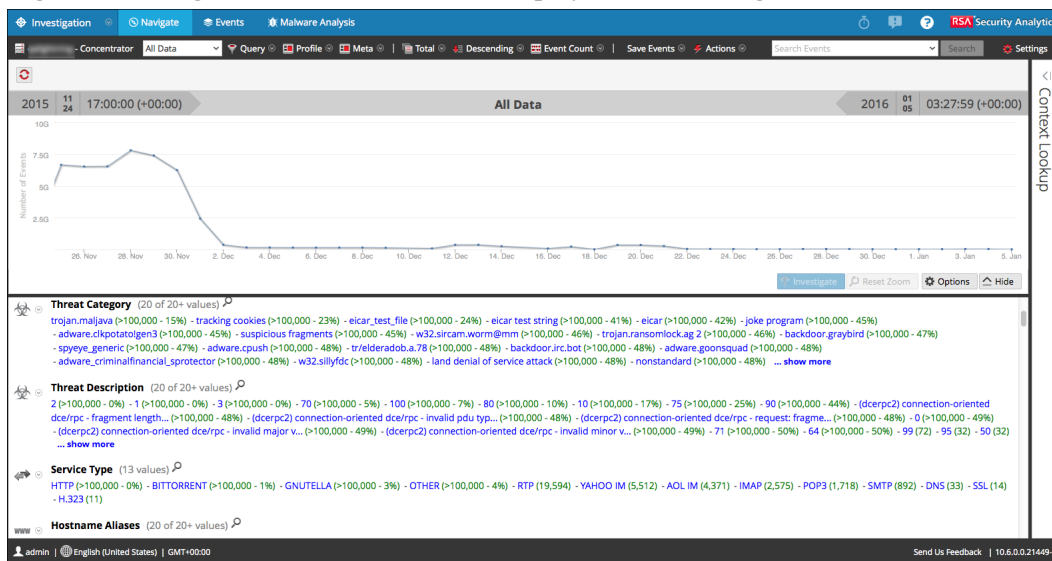 Investigation Navigate Events Malware Analysis ? RSA Security Analytic
- Concentrator All Data Query Profile Meta | Total Descending Event Count | Save Events Actions Search Events Search Settings
2015 11 24 17:00:00 (+00:00) All Data 2016 01 05 03:27:59 (+00:00)
Context Lookup
Number of Events
10G
7.5G
5G
2.5G
26. Nov 28. Nov 30. Nov 2. Dec 4. Dec 6. Dec 8. Dec 10. Dec 12. Dec 14. Dec 16. Dec 18. Dec 20. Dec 22. Dec 24. Dec 26. Dec 28. Dec 30. Dec 1. Jan 3. Jan 5. Jan
Investigate Reset Zoom Options Hide
Threat Category (20 of 20+ values)
trojan.maljava (>100,000 - 15%) - tracking cookies (>100,000 - 23%) - eicar_test_file (>100,000 - 24%) - eicar test string (>100,000 - 41%) - eicar (>100,000 - 42%) - joke program (>100,000 - 45%)
- adware.clkpotatolgen3 (>100,000 - 45%) - suspicious fragments (>100,000 - 45%) - w32.sircam.worm@mm (>100,000 - 46%) - trojan.ransomlock.ag 2 (>100,000 - 46%) - backdoor.graybird (>100,000 - 47%)
- spyeye_generic (>100,000 - 47%) - adware.cpush (>100,000 - 48%) - tr/elderadob.a.78 (>100,000 - 48%) - backdoor.irc.bot (>100,000 - 48%) - adware.goonsquad (>100,000 - 48%)
- adware_criminalfinancial_sprotector (>100,000 - 48%) - w32.sillyfdc (>100,000 - 48%) - land denial of service attack (>100,000 - 48%) - nonstandard (>100,000 - 48%) ... show more
Threat Description (20 of 20+ values)
2 (>100,000 - 0%) - 1 (>100,000 - 0%) - 3 (>100,000 - 0%) - 70 (>100,000 - 5%) - 100 (>100,000 - 7%) - 80 (>100,000 - 10%) - 10 (>100,000 - 17%) - 75 (>100,000 - 25%) - 90 (>100,000 - 44%) - (dcerpc2) connection-oriented
dce/rpc - fragment length... (>100,000 - 48%) - (dcerpc2) connection-oriented dce/rpc - invalid pdu typ... (>100,000 - 48%) - (dcerpc2) connection-oriented dce/rpc - request: fragme... (>100,000 - 48%) - 0 (>100,000 - 49%)
- (dcerpc2) connection-oriented dce/rpc - invalid major v... (>100,000 - 49%) - (dcerpc2) connection-oriented dce/rpc - invalid minor v... (>100,000 - 49%) - 71 (>100,000 - 50%) - 64 (>100,000 - 50%) - 99 (72) - 95 (32) - 50 (32)
... show more
Service Type (13 values)
HTTP (>100,000 - 0%) - BITTORRENT (>100,000 - 1%) - GNUTELLA (>100,000 - 3%) - OTHER (>100,000 - 4%) - RTP (19,594) - YAHOO IM (5,512) - AOL IM (4,371) - IMAP (2,575) - POP3 (1,718) - SMTP (892) - DNS (33) - SSL (14)
- H.323 (11)
www Hostname Aliases (20 of 20+ values)
admin | English (United States) | GMT+00:00 Send Us Feedback | 10.6.0.0.21449-